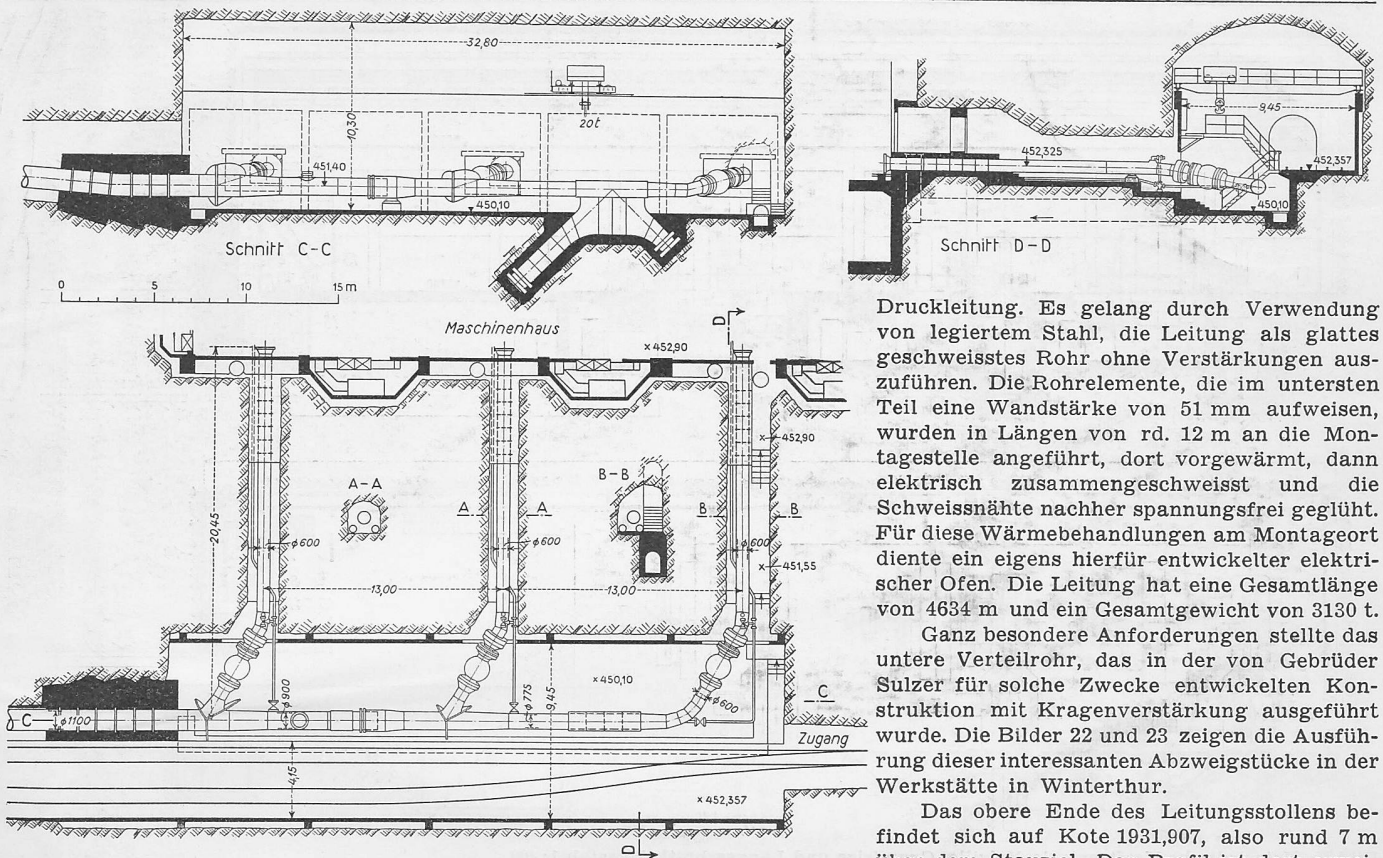 32,80
10,30
20t
451,40
450,10
Schnitt C-C
0 5 10 15 m
9,45
452,325
452,357
450,10
Schnitt D-D
Maschinenhaus
D
×452,90
20,45
A-A
B-B
×-452,90
A A
B B
φ600
φ600
×-451,55
13,00
13,00
C
φ1100
φ900
φ775
9,45
×450,10
φ600
C
Zugang
4,15
×452,357
D
Druckleitung. Es gelang durch Verwendung
von legiertem Stahl, die Leitung als glattes
geschweisstes Rohr ohne Verstärkungen aus-
zuführen. Die Rohrelemente, die im untersten
Teil eine Wandstärke von 51 mm aufweisen,
wurden in Längen von rd. 12 m an die Mon-
tagestelle angeführt, dort vorgewärmt, dann
elektrisch zusammengeschweisst und die
Schweissnähte nachher spannungsfrei geglüht.
Für diese Wärmebehandlungen am Montageort
diente ein eigens hierfür entwickelter elektri-
scher Ofen. Die Leitung hat eine Gesamtlänge
von 4634 m und ein Gesamtgewicht von 3130 t.
Ganz besondere Anforderungen stellte das
untere Verteilrohr, das in der von Gebrüder
Sulzer für solche Zwecke entwickelten Kon-
struktion mit Kragenverstärkung ausgeführt
wurde. Die Bilder 22 und 23 zeigen die Ausfüh-
rung dieser interessanten Abzweigstücke in der
Werkstätte in Winterthur.
Das obere Ende des Leitungsstollens be-
findet sich auf Kote 1931,907, also rund 7 m